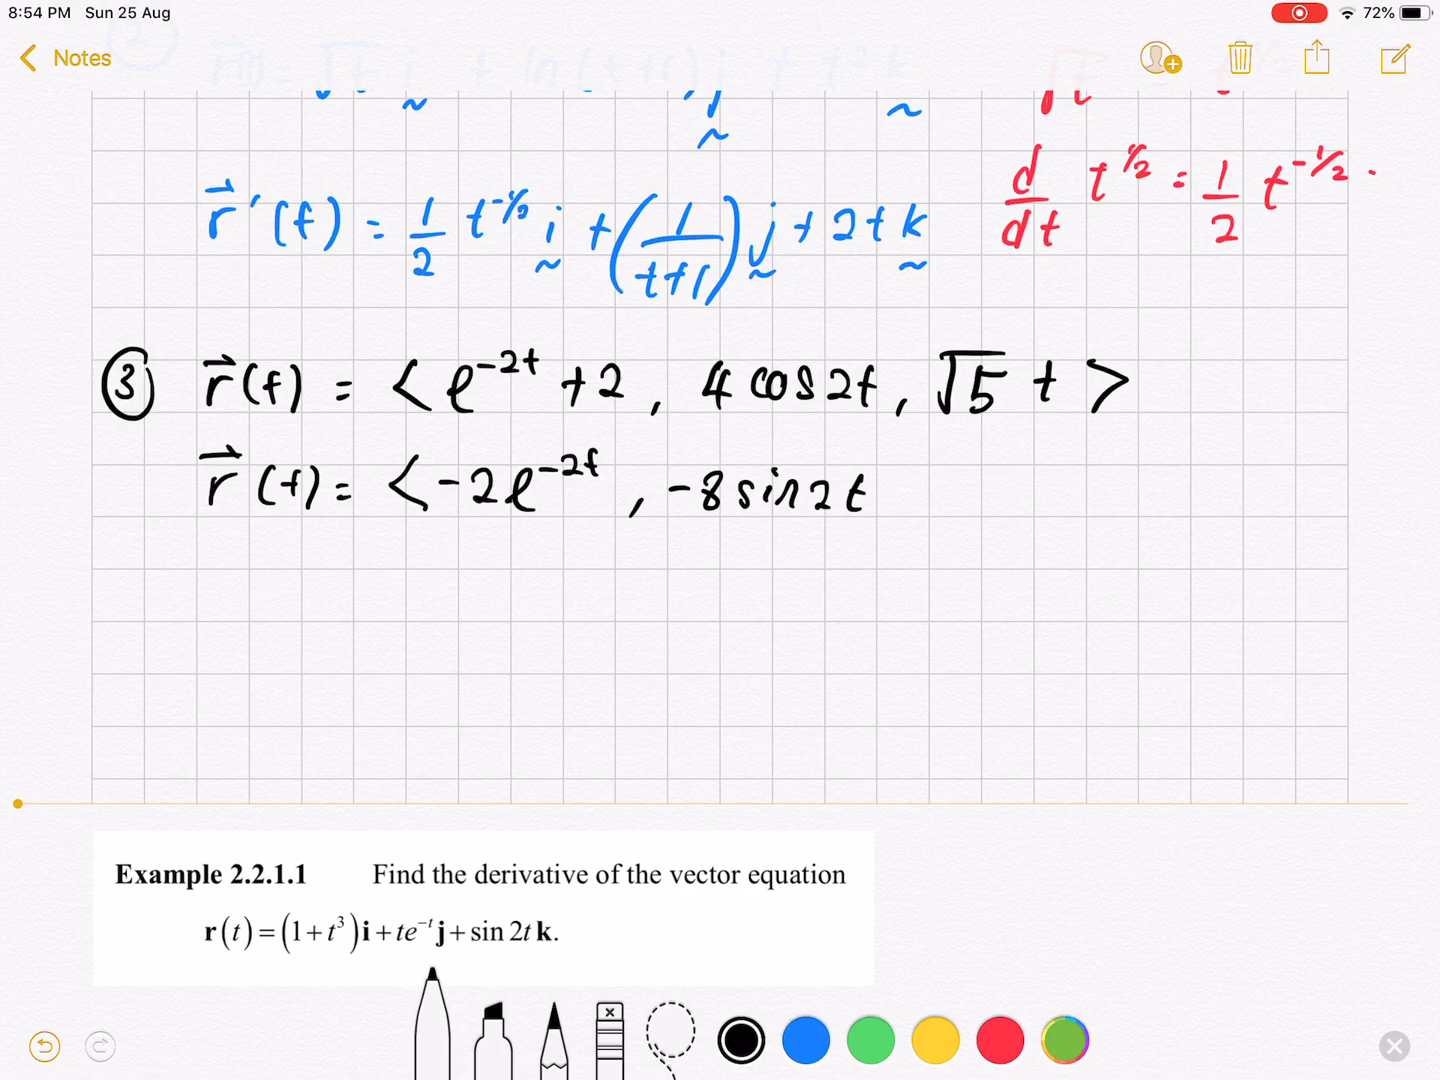 8:54 PM Sun 25 Aug 72%
Notes
d/dt t^{1/2} = 1/2 t^{-1/2}.
r⃗'(t) = 1/2 t^{-1/2} i + (1/(t+1)) j + 2t k
③ r⃗(t) = < e^{-2t} + 2, 4 cos 2t, √5 t >
r⃗(t) = < -2e^{-2t}, -8 sin 2t
Example 2.2.1.1 Find the derivative of the vector equation
r(t) = (1+t³)i + te^{-t}j + sin 2t k.